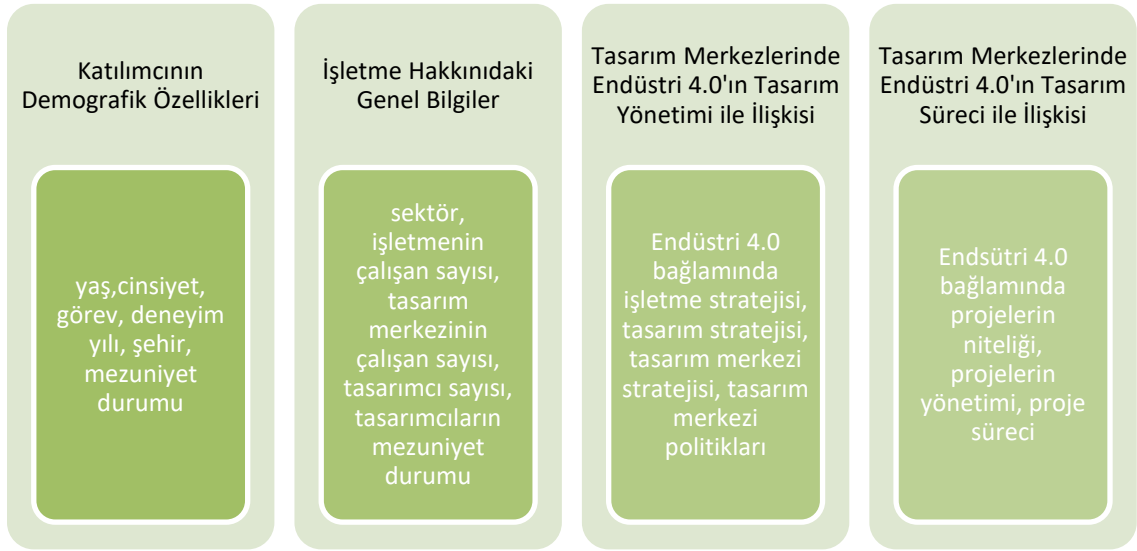 Katılımcının
Demografik Özellikleri
yaş,cinsiyet,
görev, deneyim
yılı, şehir,
mezuniyet
durumu
İşletme Hakkınıdaki
Genel Bilgiler
sektör,
işletmenin
çalışan sayısı,
tasarım
merkezinin
çalışan sayısı,
tasarımcı sayısı,
tasarımcıların
mezuniyet
durumu
Tasarım Merkezlerinde
Endüstri 4.0'ın Tasarım
Yönetimi ile İlişkisi
Endüstri 4.0
bağlamında
işletme stratejisi,
tasarım stratejisi,
tasarım merkezi
stratejisi, tasarım
merkezi
politikları
Tasarım Merkezlerinde
Endüstri 4.0'ın Tasarım
Süreci ile İlişkisi
Endsütri 4.0
bağlamında
projelerin
niteliği,
projelerin
yönetimi, proje
süreci